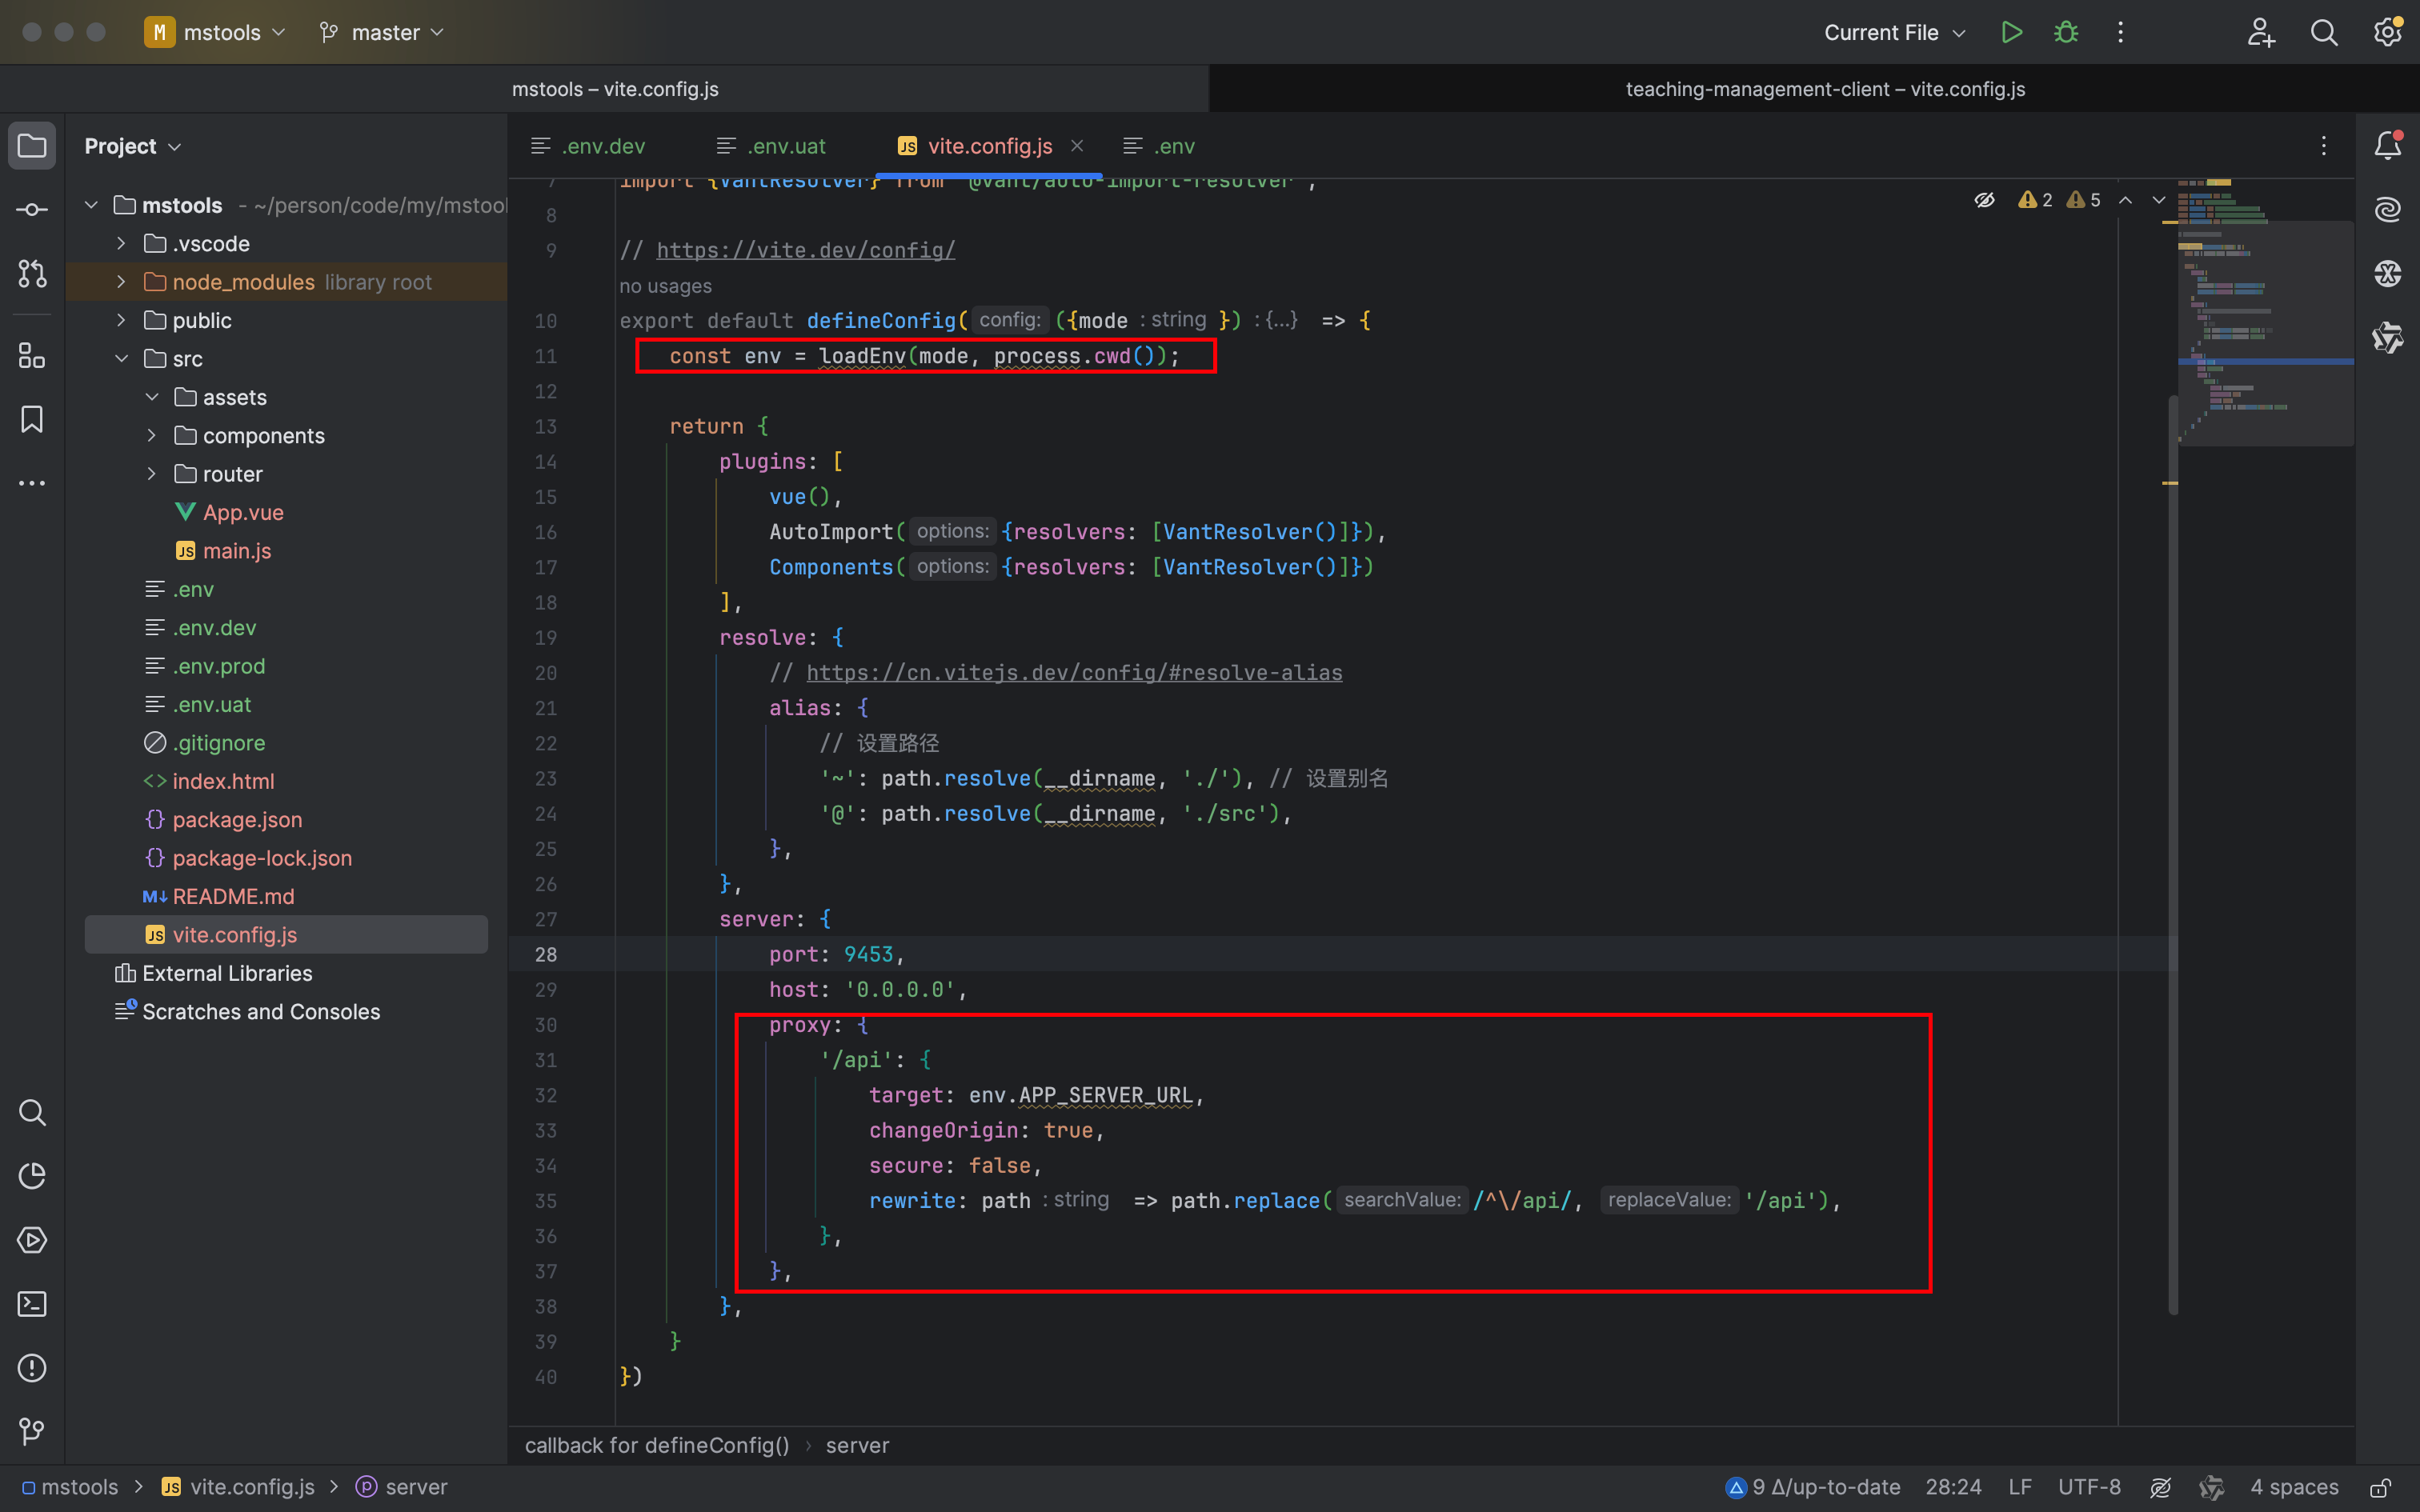 M mstools master
Current File
mstools – vite.config.js
teaching-management-client – vite.config.js
Project
mstools - ~/person/code/my/mstool
.vscode
node_modules library root
public
src
assets
components
router
App.vue
JS main.js
.env
.env.dev
.env.prod
.env.uat
.gitignore
<> index.html
{} package.json
{} package-lock.json
M↓ README.md
JS vite.config.js
External Libraries
Scratches and Consoles
.env.dev
.env.uat
JS vite.config.js
.env
2 5
7 import {VantResolver} from '@vant/auto-import-resolver';
8
9 // https://vite.dev/config/
no usages
10 export default defineConfig( config: ({mode : string }) :{...} => {
11 const env = loadEnv(mode, process.cwd());
12
13 return {
14 plugins: [
15 vue(),
16 AutoImport( options: {resolvers: [VantResolver()]}),
17 Components( options: {resolvers: [VantResolver()]})
18 ],
19 resolve: {
20 // https://cn.vitejs.dev/config/#resolve-alias
21 alias: {
22 // 设置路径
23 '~': path.resolve(__dirname, './'), // 设置别名
24 '@': path.resolve(__dirname, './src'),
25 },
26 },
27 server: {
28 port: 9453,
29 host: '0.0.0.0',
30 proxy: {
31 '/api': {
32 target: env.APP_SERVER_URL,
33 changeOrigin: true,
34 secure: false,
35 rewrite: path : string => path.replace( searchValue: /^\/api/, replaceValue: '/api'),
36 },
37 },
38 },
39 }
40 })
callback for defineConfig() › server
mstools > JS vite.config.js > p server
9 Δ/up-to-date 28:24 LF UTF-8 4 spaces